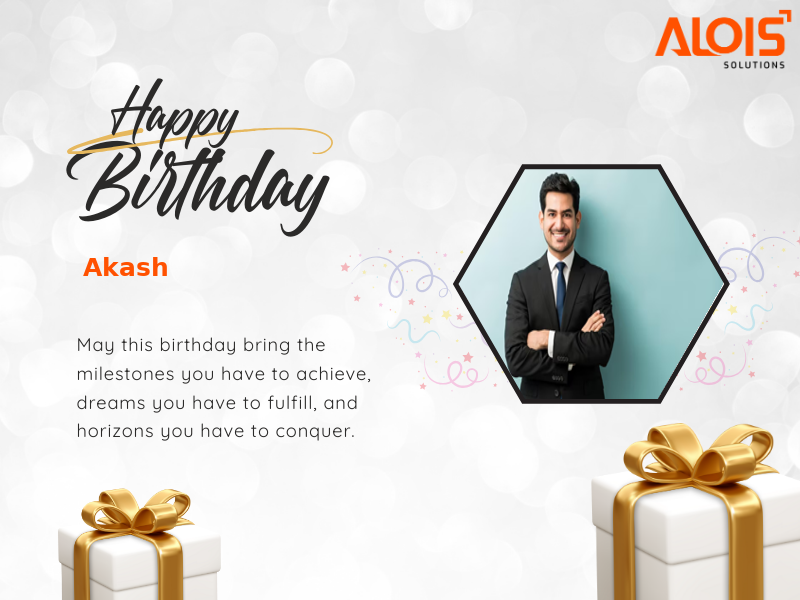 ALOIS
SOLUTIONS
Happy
Birthday
Akash
May this birthday bring the
milestones you have to achieve,
dreams you have to fulfill, and
horizons you have to conquer.